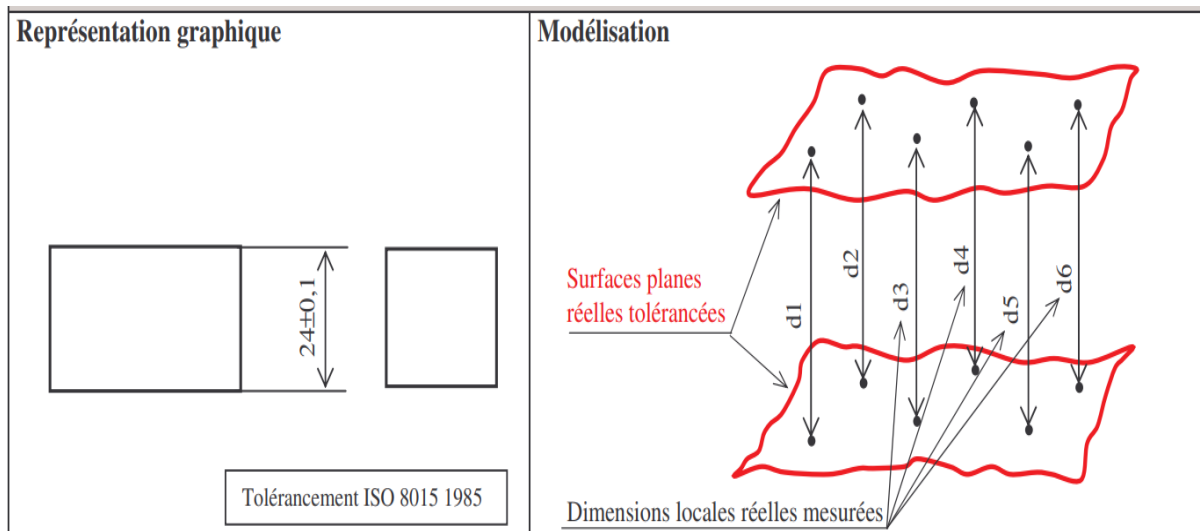 Représentation graphique
24±0,1
Tolérancement ISO 8015 1985
Modélisation
d1
d2
d3
d4
d5
d6
Surfaces planes
réelles tolérancées
Dimensions locales réelles mesurées